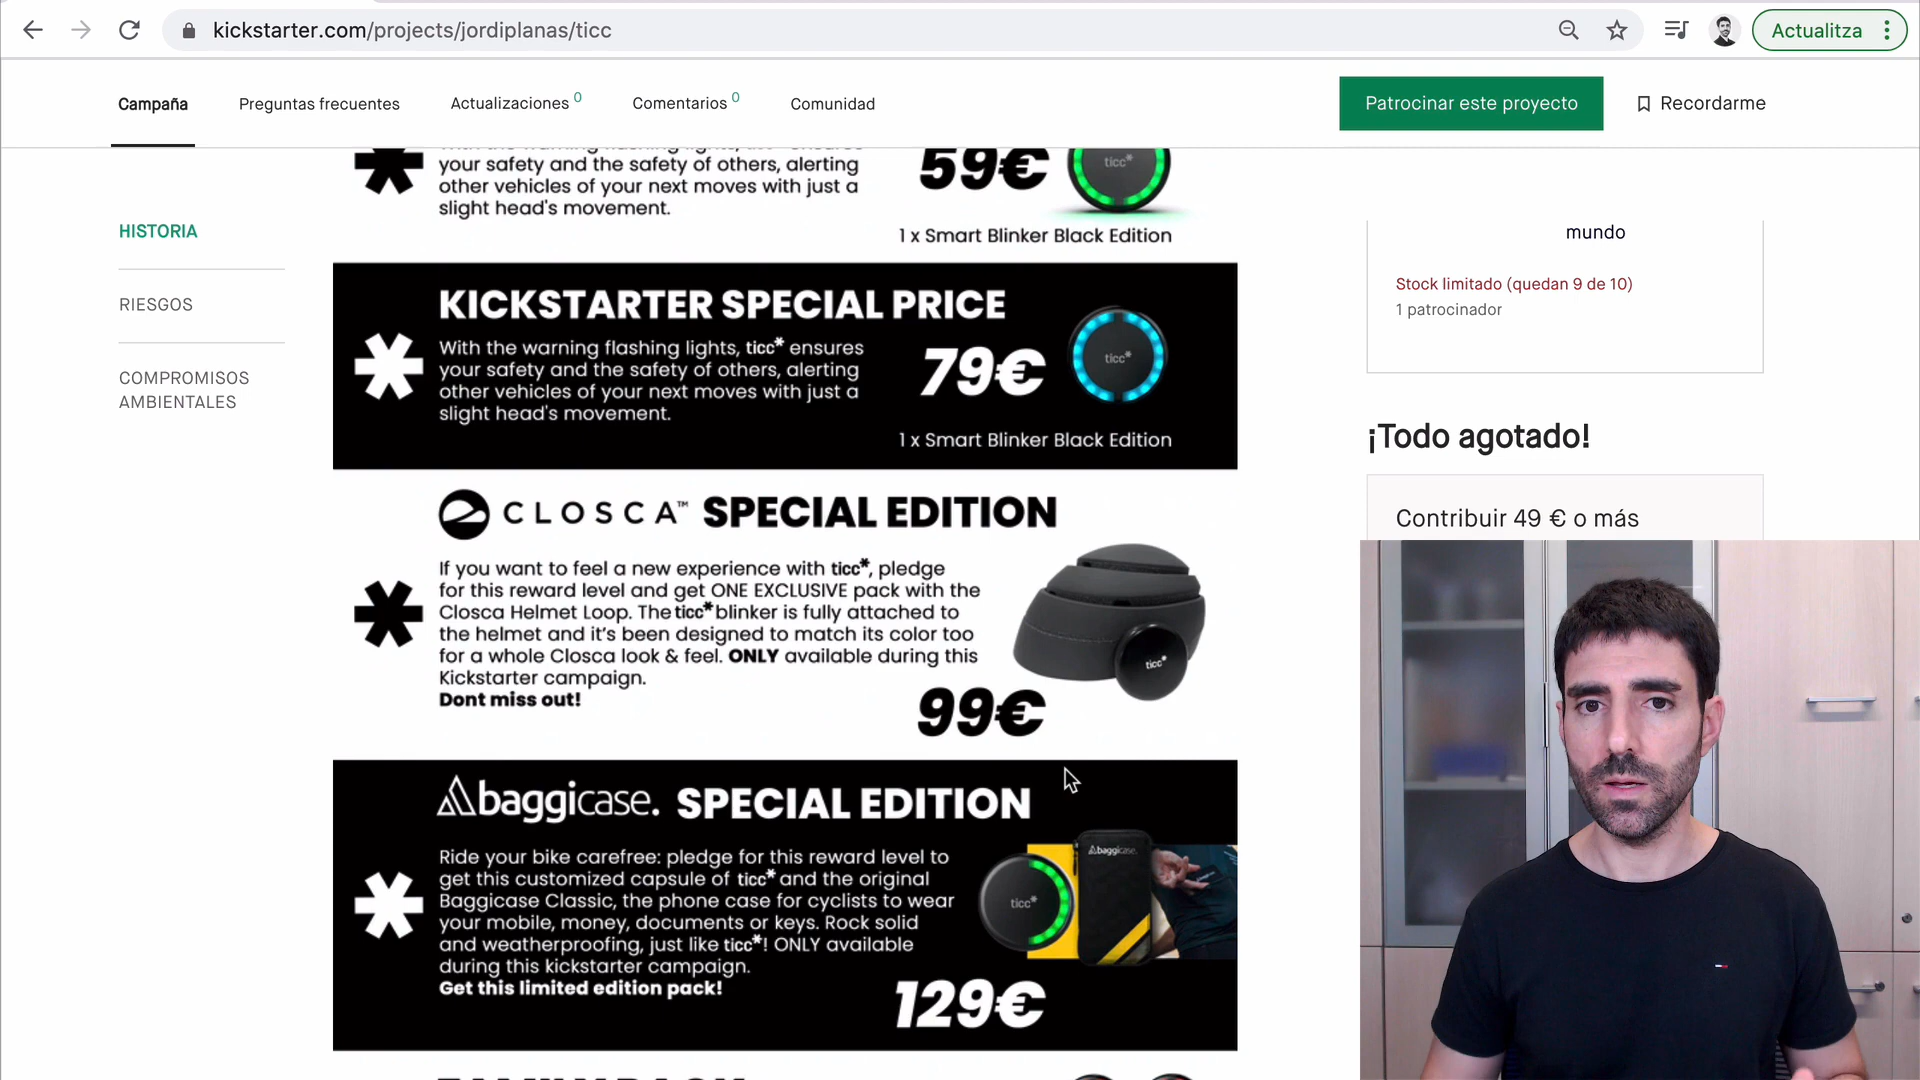 kickstarter.com/projects/jordiplanas/ticc
Actualitza
Campaña
Preguntas frecuentes
Actualizaciones 0
Comentarios 0
Comunidad
Patrocinar este proyecto
Recordarme
HISTORIA
RIESGOS
COMPROMISOS
AMBIENTALES
your safety and the safety of others, alerting
other vehicles of your next moves with just a
slight head's movement.
59€
ticc*
1 x Smart Blinker Black Edition
KICKSTARTER SPECIAL PRICE
With the warning flashing lights, ticc* ensures
your safety and the safety of others, alerting
other vehicles of your next moves with just a
slight head's movement.
79€
ticc*
1 x Smart Blinker Black Edition
CLOSCA™ SPECIAL EDITION
If you want to feel a new experience with ticc*, pledge
for this reward level and get ONE EXCLUSIVE pack with the
Closca Helmet Loop. The ticc* blinker is fully attached to
the helmet and it's been designed to match its color too
for a whole Closca look & feel. ONLY available during this
Kickstarter campaign.
Dont miss out!
99€
ticc*
baggicase. SPECIAL EDITION
Ride your bike carefree: pledge for this reward level to
get this customized capsule of ticc* and the original
Baggicase Classic, the phone case for cyclists to wear
your mobile, money, documents or keys. Rock solid
and weatherproofing, just like ticc*! ONLY available
during this kickstarter campaign.
Get this limited edition pack!
129€
ticc*
baggicase.
mundo
Stock limitado (quedan 9 de 10)
1 patrocinador
¡Todo agotado!
Contribuir 49 € o más